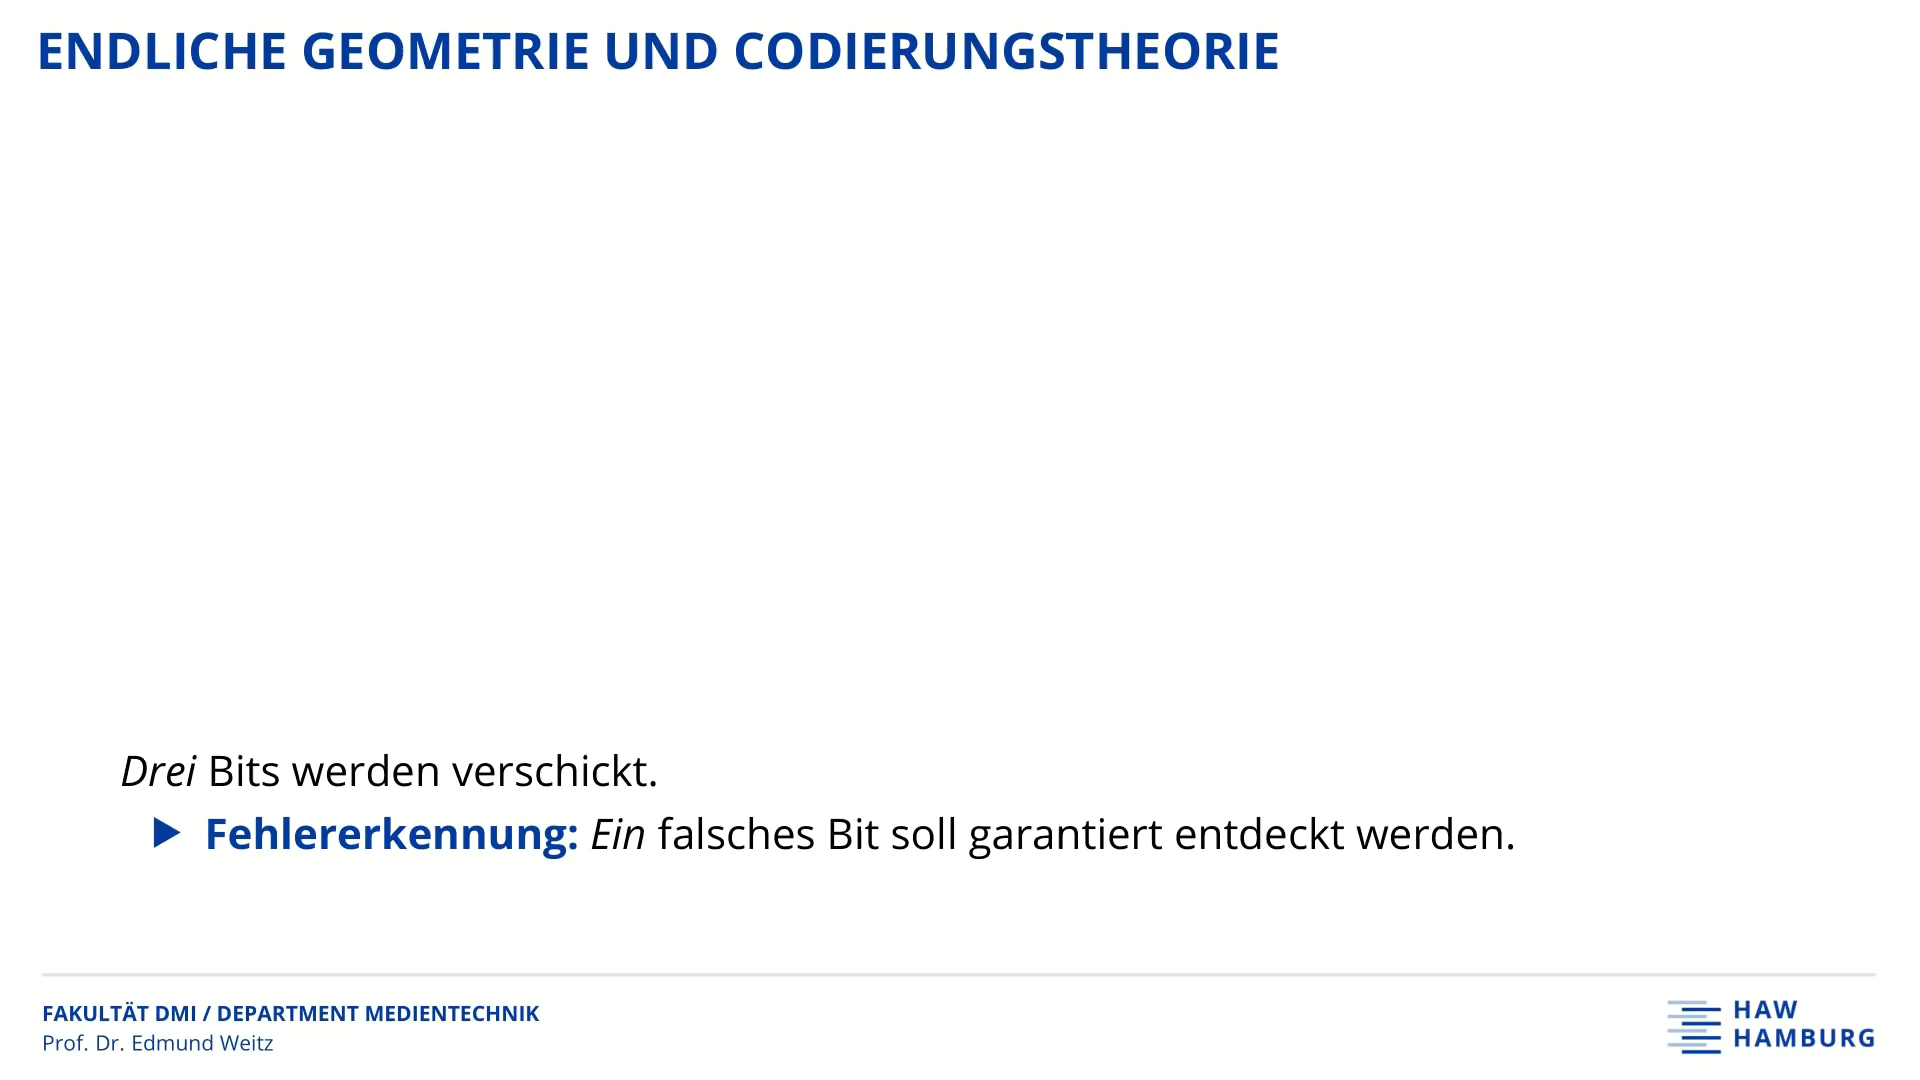 ENDLICHE GEOMETRIE UND CODIERUNGSTHEORIE
Drei Bits werden verschickt.
Fehlererkennung: Ein falsches Bit soll garantiert entdeckt werden.
FAKULTÄT DMI / DEPARTMENT MEDIENTECHNIK
Prof. Dr. Edmund Weitz
HAW
HAMBURG